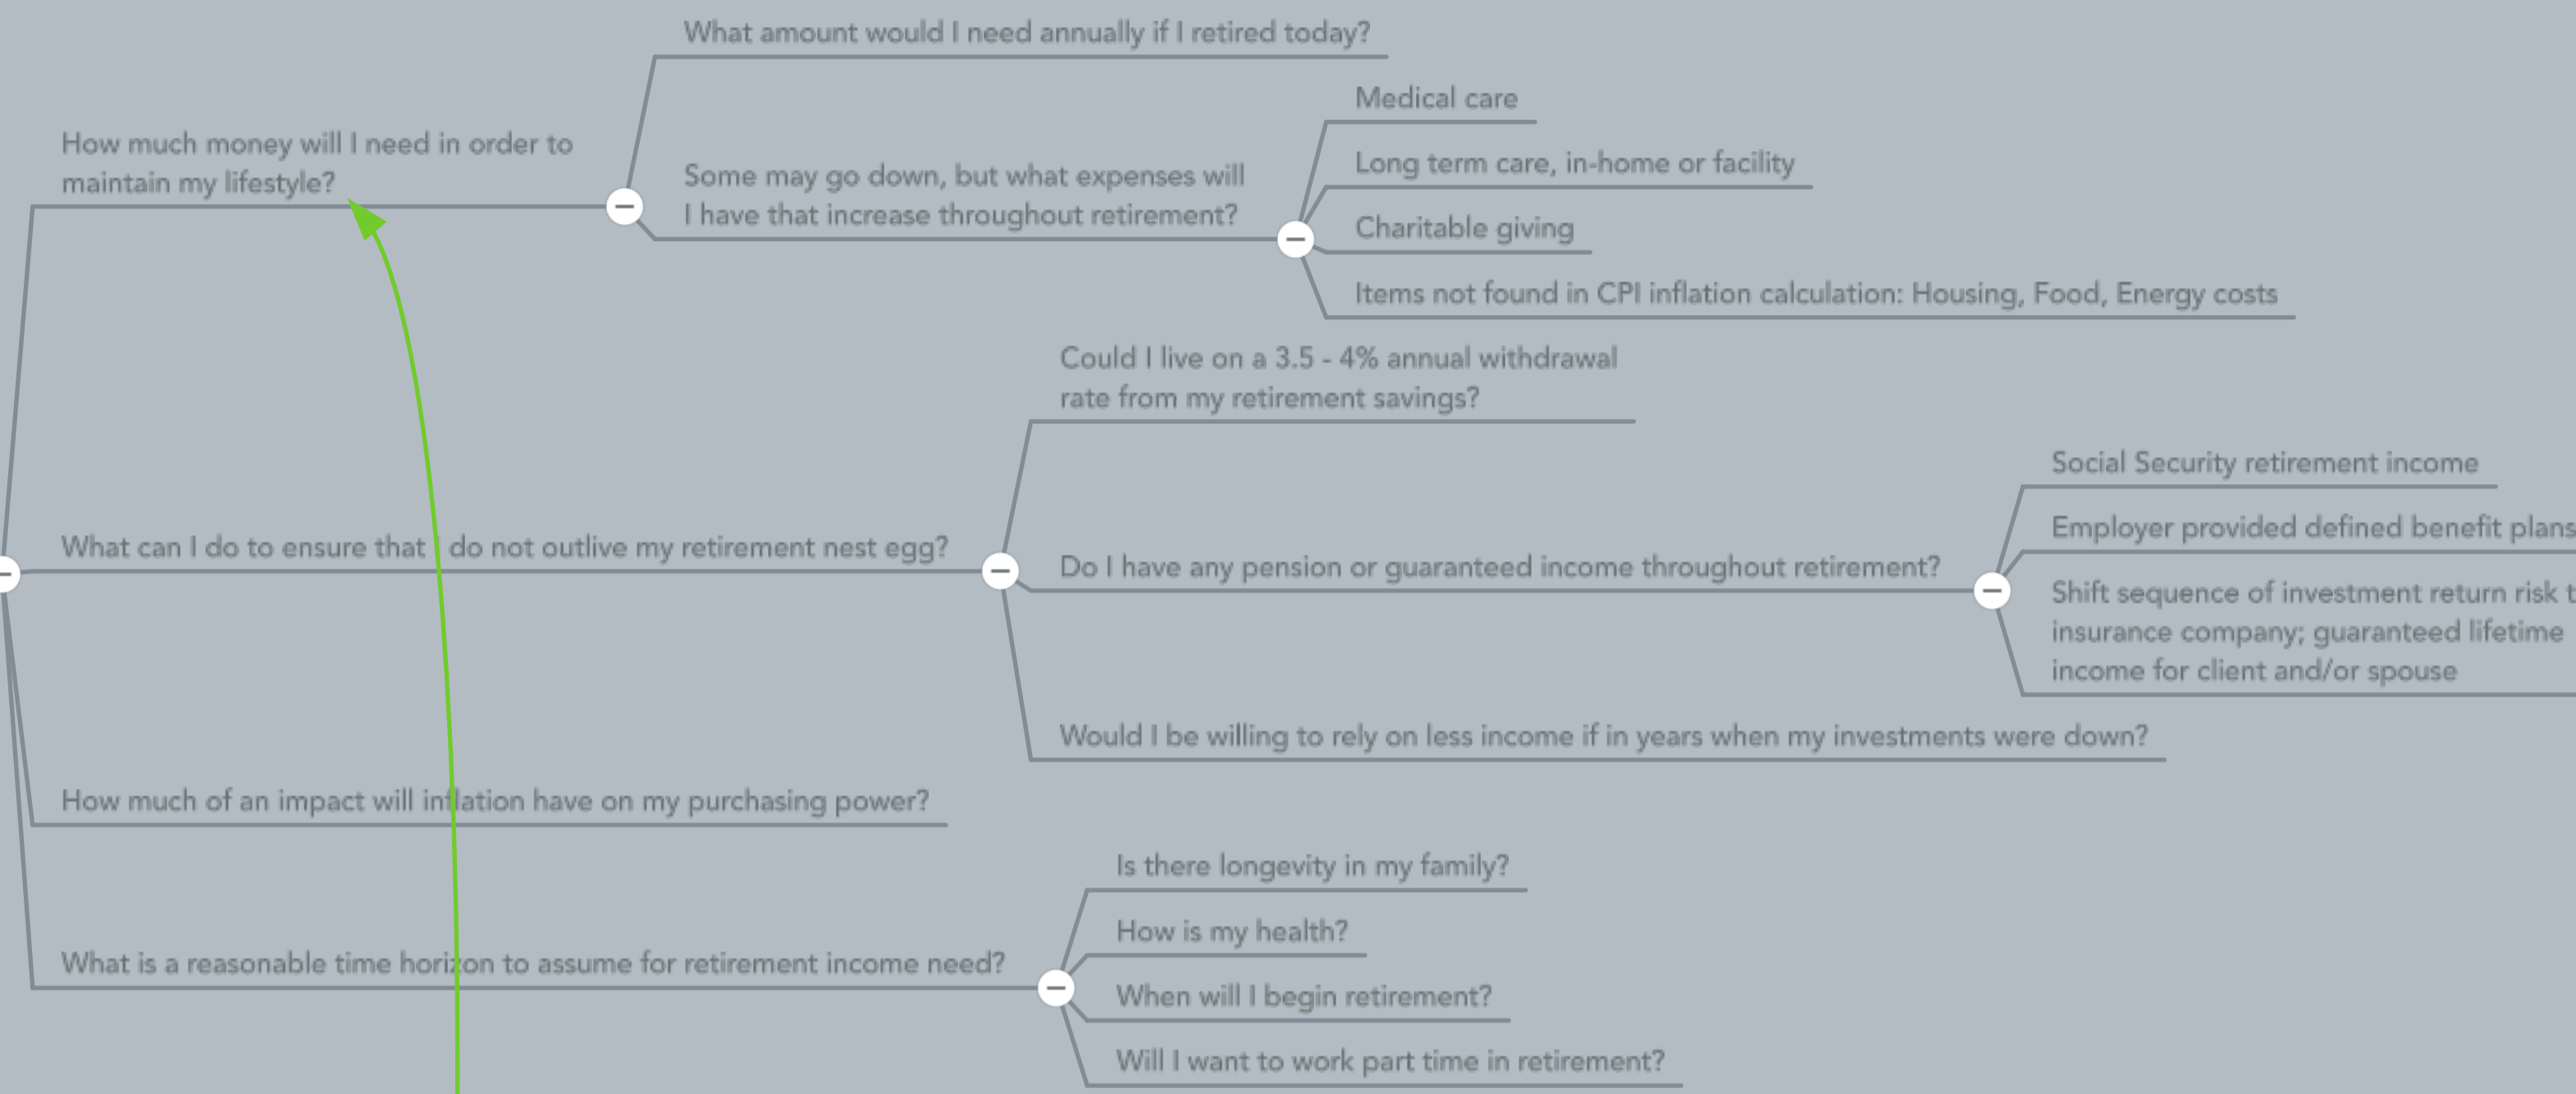 What amount would I need annually if I retired today?
Medical care
How much money will I need in order to
maintain my lifestyle?
Long term care, in-home or facility
Some may go down, but what expenses will
I have that increase throughout retirement?
Charitable giving
Items not found in CPI inflation calculation: Housing, Food, Energy costs
Could I live on a 3.5 - 4% annual withdrawal
rate from my retirement savings?
Social Security retirement income
Employer provided defined benefit plans
What can I do to ensure that I do not outlive my retirement nest egg?
Do I have any pension or guaranteed income throughout retirement?
Shift sequence of investment return risk
insurance company; guaranteed lifetime
income for client and/or spouse
Would I be willing to rely on less income if in years when my investments were down?
How much of an impact will inflation have on my purchasing power?
Is there longevity in my family?
How is my health?
What is a reasonable time horizon to assume for retirement income need?
When will I begin retirement?
Will I want to work part time in retirement?